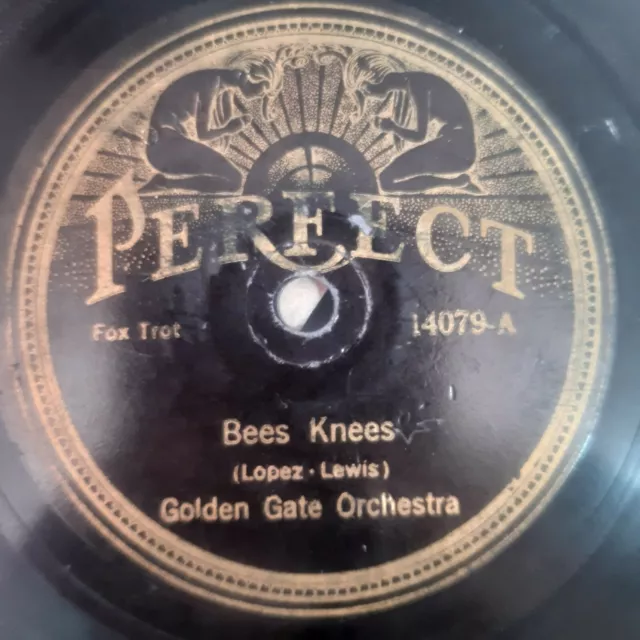 PERFECT
Fox Trot 14079-A
Bees Knees
(Lopez · Lewis)
Golden Gate Orchestra